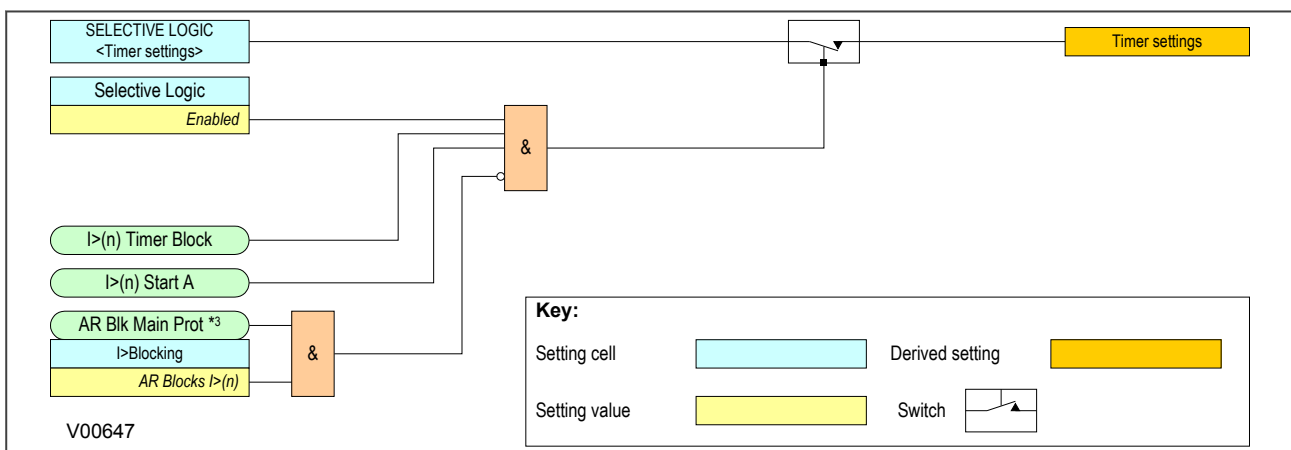 SELECTIVE LOGIC
<Timer settings>
Timer settings
Selective Logic
Enabled
&
I>(n) Timer Block
I>(n) Start A
AR Blk Main Prot *3
I>Blocking
AR Blocks I>(n)
&
Key:
Setting cell
Derived setting
Setting value
Switch
V00647